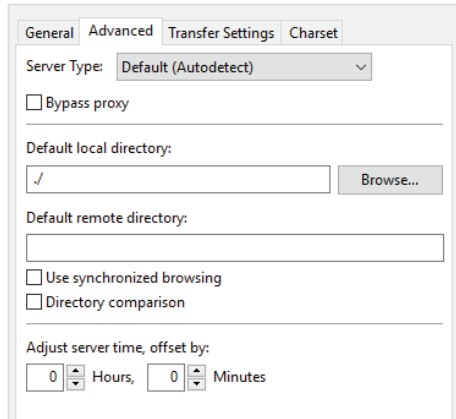 General Advanced Transfer Settings Charset
Server Type: Default (Autodetect)
Bypass proxy
Default local directory:
./ Browse...
Default remote directory:
Use synchronized browsing
Directory comparison
Adjust server time, offset by:
0 Hours, 0 Minutes